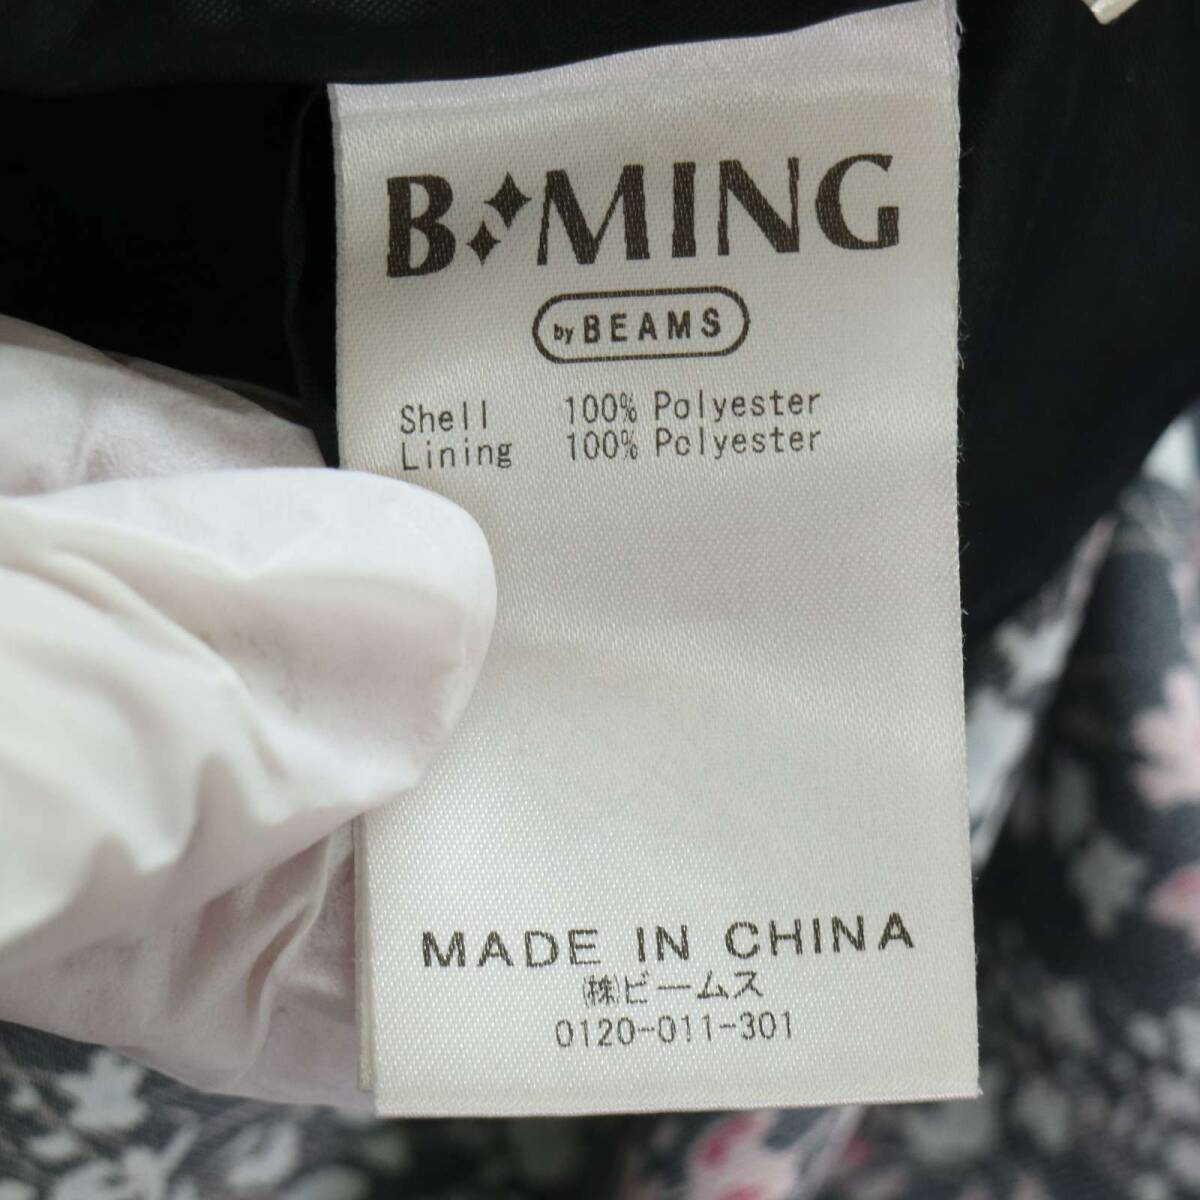 B MING
by BEAMS
Shell 100% Polyester
Lining 100% Polyester
MADE IN CHINA
㈱ビームス
0120-011-301